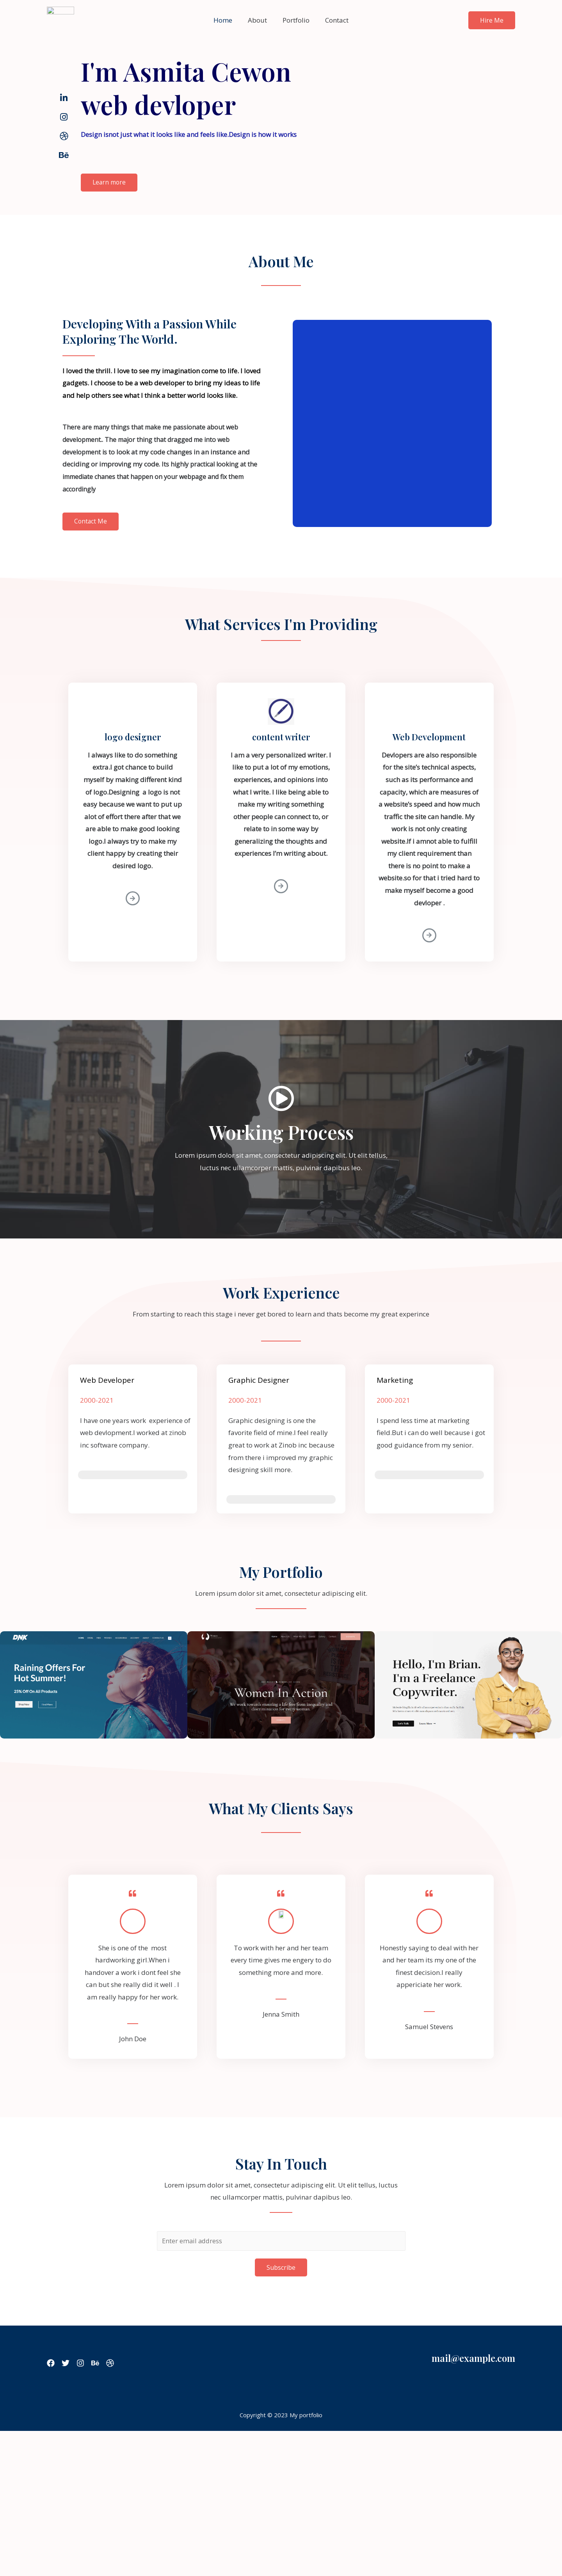 Home About Portfolio Contact Hire Me
I'm Asmita Cewon
web devloper
Design isnot just what it looks like and feels like.Design is how it works
Learn more
About Me
Developing With a Passion While
Exploring The World.
I loved the thrill. I love to see my imagination come to life. I loved
gadgets. I choose to be a web developer to bring my ideas to life
and help others see what I think a better world looks like.
There are many things that make me passionate about web
development.. The major thing that dragged me into web
development is to look at my code changes in an instance and
deciding or improving my code. Its highly practical looking at the
immediate chanes that happen on your webpage and fix them
accordingly
Contact Me
What Services I'm Providing
logo designer
I always like to do something
extra.I got chance to build
myself by making different kind
of logo.Designing a logo is not
easy because we want to put up
alot of effort there after that we
are able to make good looking
logo.I always try to make my
client happy by creating their
desired logo.
content writer
I am a very personalized writer. I
like to put a lot of my emotions,
experiences, and opinions into
what I write. I like being able to
make my writing something
other people can connect to, or
relate to in some way by
generalizing the thoughts and
experiences I'm writing about.
Web Development
Devlopers are also responsible
for the site's technical aspects,
such as its performance and
capacity, which are measures of
a website's speed and how much
traffic the site can handle. My
work is not only creating
website.If i amnot able to fulfill
my client requirement than
there is no point to make a
website.so for that i tried hard to
make myself become a good
devloper .
Working Process
Lorem ipsum dolor sit amet, consectetur adipiscing elit. Ut elit tellus,
luctus nec ullamcorper mattis, pulvinar dapibus leo.
Work Experience
From starting to reach this stage i never get bored to learn and thats become my great experince
Web Developer
2000-2021
I have one years work experience of
web devlopment.I worked at zinob
inc software company.
Graphic Designer
2000-2021
Graphic designing is one the
favorite field of mine.I feel really
great to work at Zinob inc because
from there i improved my graphic
designing skill more.
Marketing
2000-2021
I spend less time at marketing
field.But i can do well because i got
good guidance from my senior.
My Portfolio
Lorem ipsum dolor sit amet, consectetur adipiscing elit.
DNK
Raining Offers For
Hot Summer!
25% Off On All Products
Women In Action
Hello, I'm Brian.
I'm a Freelance
Copywriter.
What My Clients Says
She is one of the most
hardworking girl.When i
handover a work i dont feel she
can but she really did it well . I
am really happy for her work.
John Doe
To work with her and her team
every time gives me engery to do
something more and more.
Jenna Smith
Honestly saying to deal with her
and her team its my one of the
finest decision.I really
appericiate her work.
Samuel Stevens
Stay In Touch
Lorem ipsum dolor sit amet, consectetur adipiscing elit. Ut elit tellus, luctus
nec ullamcorper mattis, pulvinar dapibus leo.
Enter email address
Subscribe
mail@example.com
Copyright © 2023 My portfolio